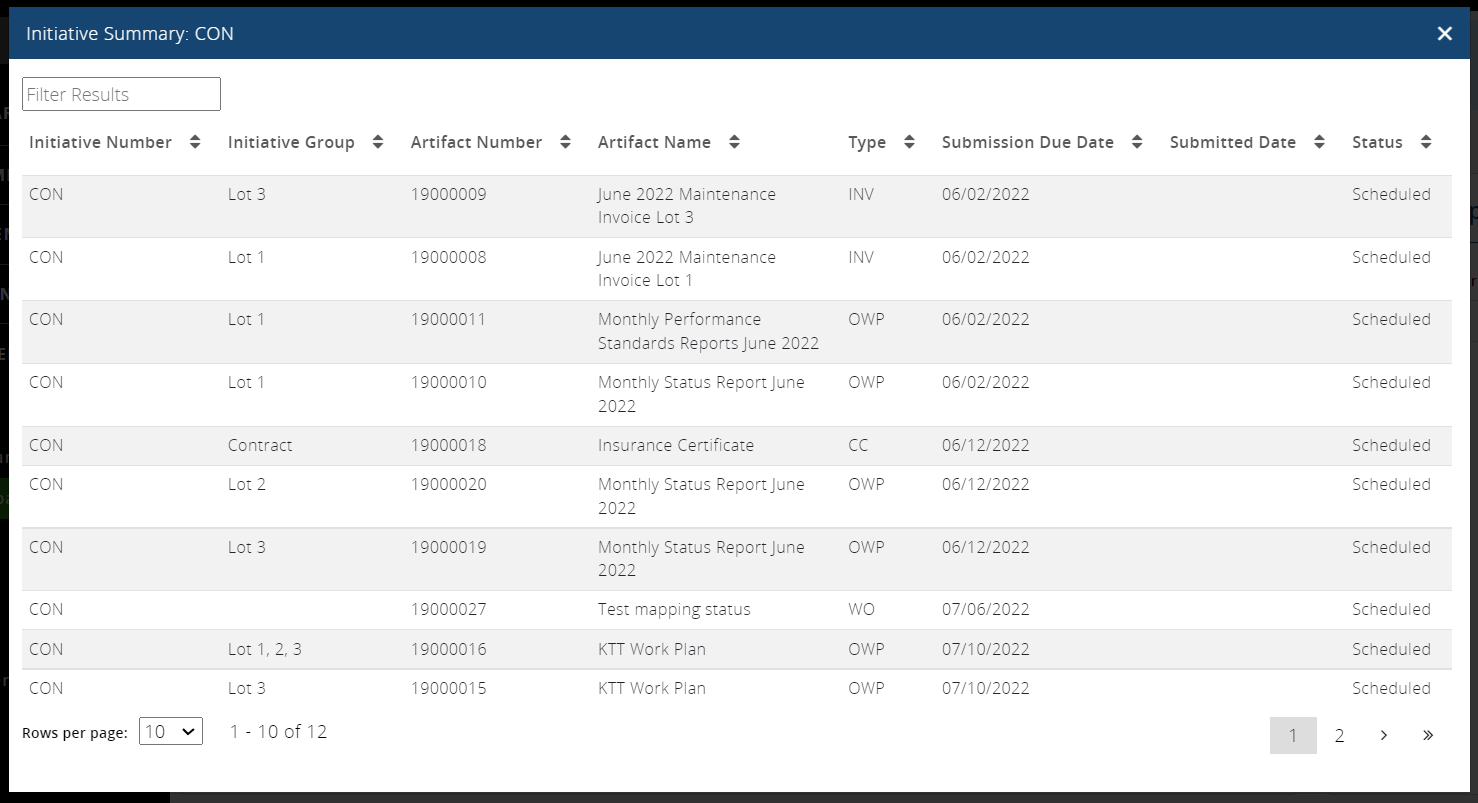 Initiative Summary: CON
Filter Results
Initiative Number Initiative Group Artifact Number Artifact Name Type Submission Due Date Submitted Date Status
CON Lot 3 19000009 June 2022 Maintenance INV 06/02/2022 Scheduled
Invoice Lot 3
CON Lot 1 19000008 June 2022 Maintenance INV 06/02/2022 Scheduled
Invoice Lot 1
CON Lot 1 19000011 Monthly Performance OWP 06/02/2022 Scheduled
Standards Reports June 2022
CON Lot 1 19000010 Monthly Status Report June OWP 06/02/2022 Scheduled
2022
CON Contract 19000018 Insurance Certificate CC 06/12/2022 Scheduled
CON Lot 2 19000020 Monthly Status Report June OWP 06/12/2022 Scheduled
2022
CON Lot 3 19000019 Monthly Status Report June OWP 06/12/2022 Scheduled
2022
CON 19000027 Test mapping status WO 07/06/2022 Scheduled
CON Lot 1, 2, 3 19000016 KTT Work Plan OWP 07/10/2022 Scheduled
CON Lot 3 19000015 KTT Work Plan OWP 07/10/2022 Scheduled
Rows per page: 10 1 - 10 of 12 1 2 › »